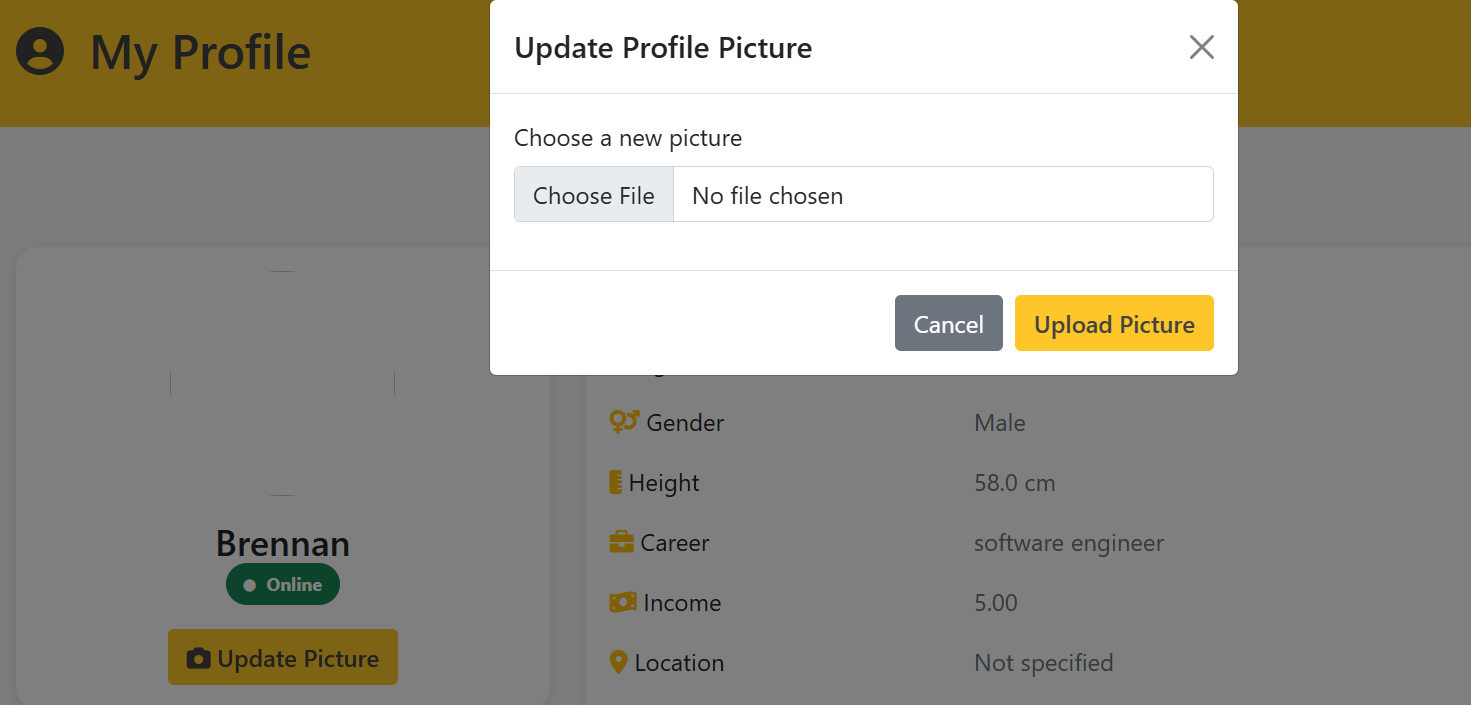 My Profile
Update Profile Picture
Choose a new picture
Choose File No file chosen
Cancel Upload Picture
Brennan
Online
Update Picture
Gender Male
Height 58.0 cm
Career software engineer
Income 5.00
Location Not specified